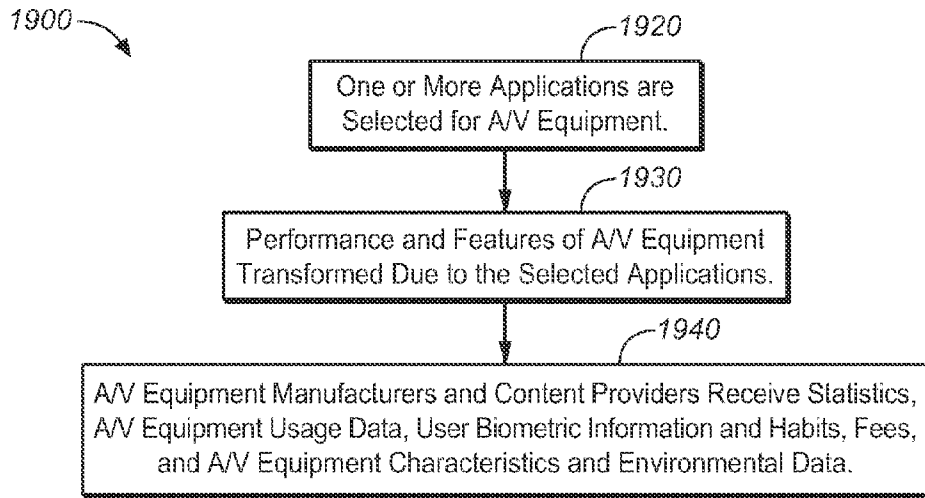 1900
1920
One or More Applications are
Selected for A/V Equipment.
1930
Performance and Features of A/V Equipment
Transformed Due to the Selected Applications.
1940
A/V Equipment Manufacturers and Content Providers Receive Statistics,
A/V Equipment Usage Data, User Biometric Information and Habits, Fees,
and A/V Equipment Characteristics and Environmental Data.